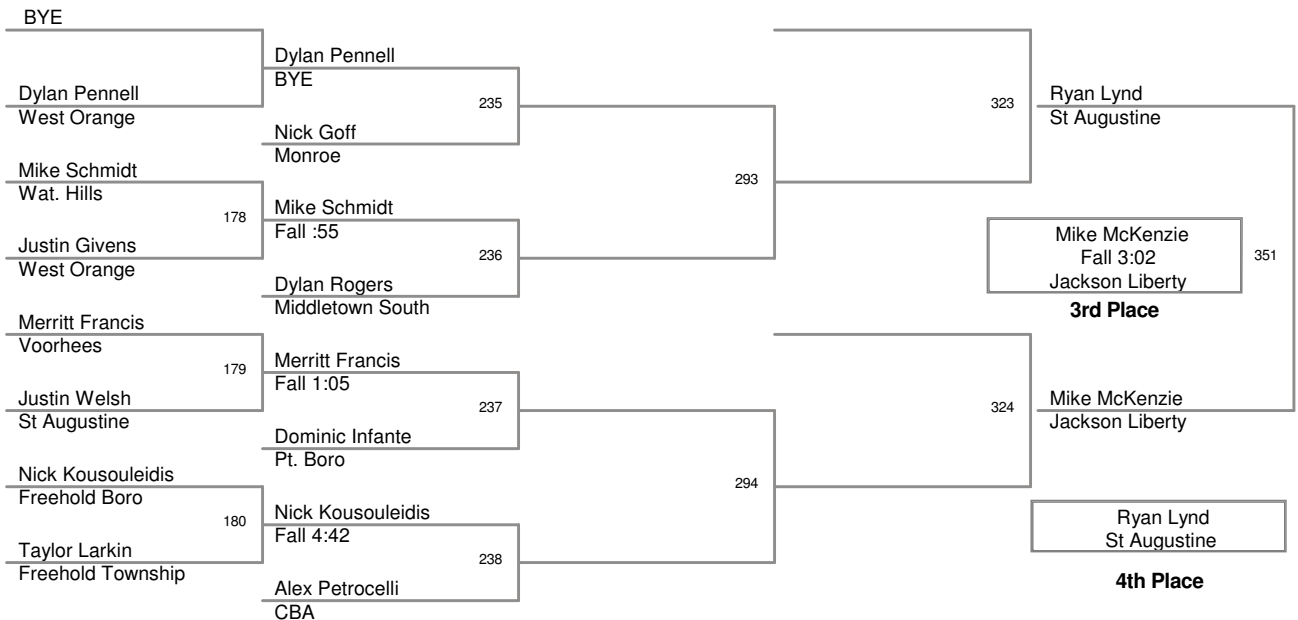 BYE
Dylan Pennell
West Orange
Mike Schmidt
Wat. Hills
178
Justin Givens
West Orange
Merritt Francis
Voorhees
179
Justin Welsh
St Augustine
Nick Kousouleidis
Freehold Boro
180
Taylor Larkin
Freehold Township
Dylan Pennell
BYE
235
Nick Goff
Monroe
Mike Schmidt
Fall :55
236
Dylan Rogers
Middletown South
Merritt Francis
Fall 1:05
237
Dominic Infante
Pt. Boro
Nick Kousouleidis
Fall 4:42
238
Alex Petrocelli
CBA
293
294
323
324
Ryan Lynd
St Augustine
Mike McKenzie
Fall 3:02
Jackson Liberty
351
3rd Place
Mike McKenzie
Jackson Liberty
Ryan Lynd
St Augustine
4th Place